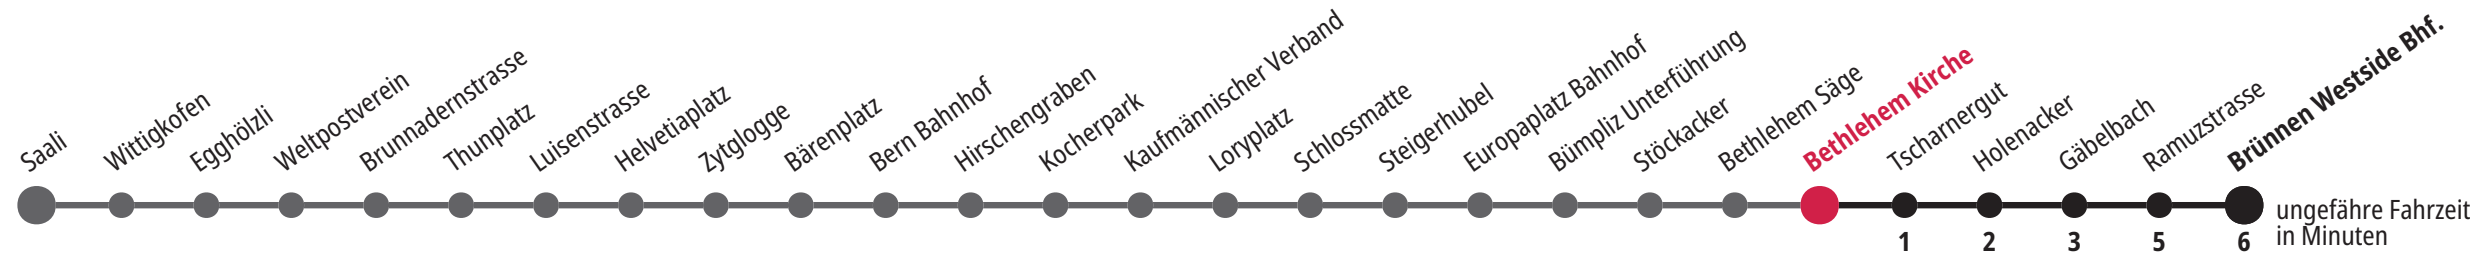 Saali
Wittigkofen
Egghölzli
Weltpostverein
Brunnadernstrasse
Thunplatz
Luisenstrasse
Helvetiaplatz
Zytglogge
Bärenplatz
Bern Bahnhof
Hirschengraben
Kocherpark
Kaufmännischer Verband
Loryplatz
Schlossmatte
Steigerhubel
Europaplatz Bahnhof
Bümpliz Unterführung
Stöckacker
Bethlehem Säge
Bethlehem Kirche
Tscharnergut
Holenacker
Gäbelbach
Ramuzstrasse
Brünnen Westside Bhf.
1 2 3 5 6
ungefähre Fahrzeit
in Minuten